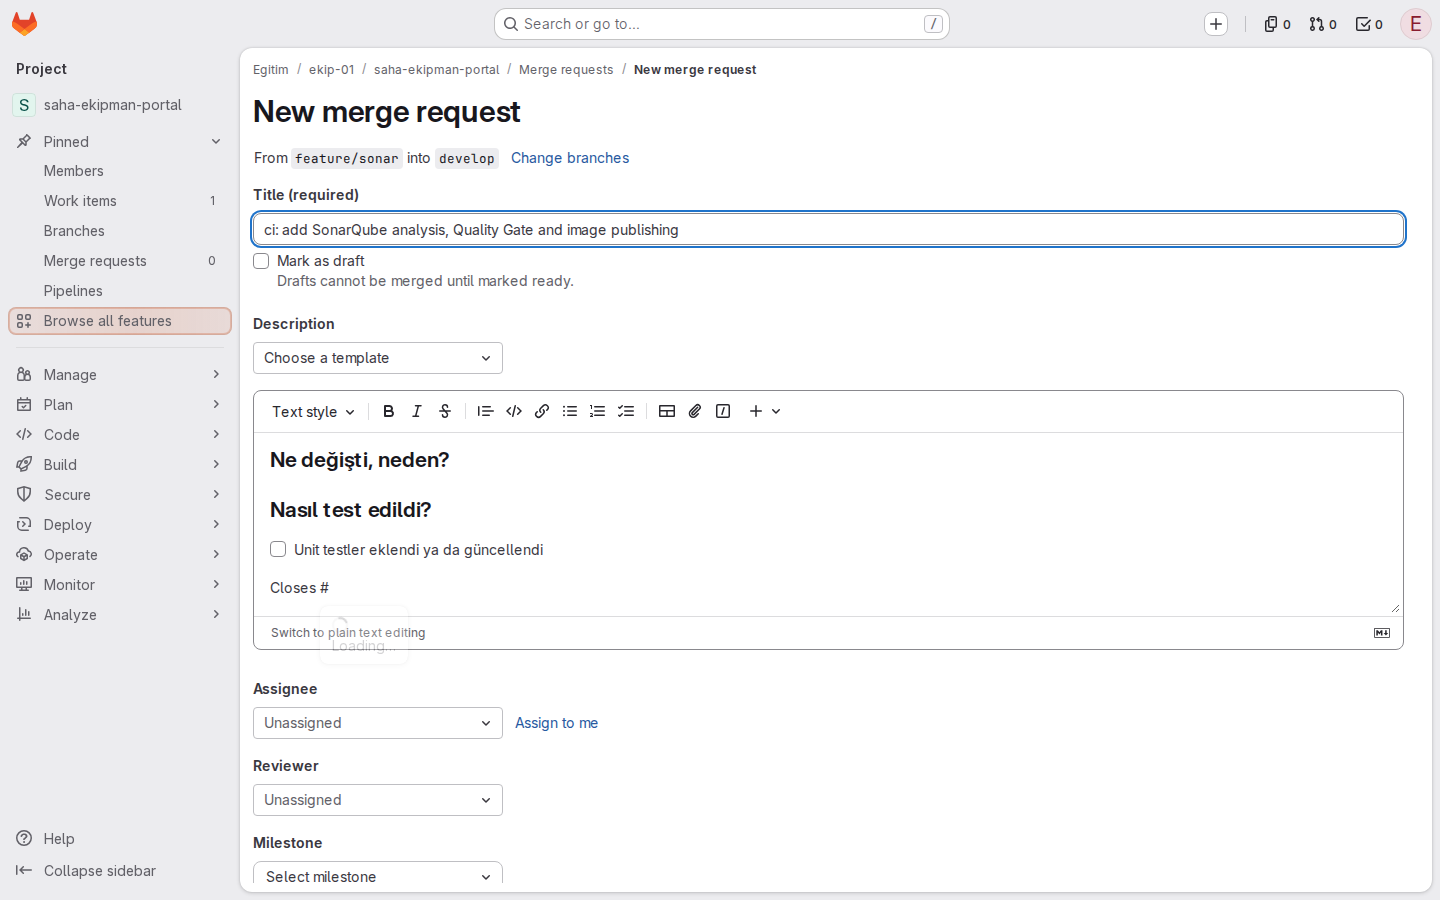 Search or go to...
/
0
0
0
E
Project
S
saha-ekipman-portal
Pinned
Members
Work items
1
Branches
Merge requests
0
Pipelines
Browse all features
Manage
Plan
Code
Build
Secure
Deploy
Operate
Monitor
Analyze
Help
Collapse sidebar
Egitim / ekip-01 / saha-ekipman-portal / Merge requests / New merge request
New merge request
From feature/sonar into develop Change branches
Title (required)
ci: add SonarQube analysis, Quality Gate and image publishing
Mark as draft
Drafts cannot be merged until marked ready.
Description
Choose a template
Text style
Ne değişti, neden?
Nasıl test edildi?
Unit testler eklendi ya da güncellendi
Closes #
Switch to plain text editing
Loading...
Assignee
Unassigned
Assign to me
Reviewer
Unassigned
Milestone
Select milestone